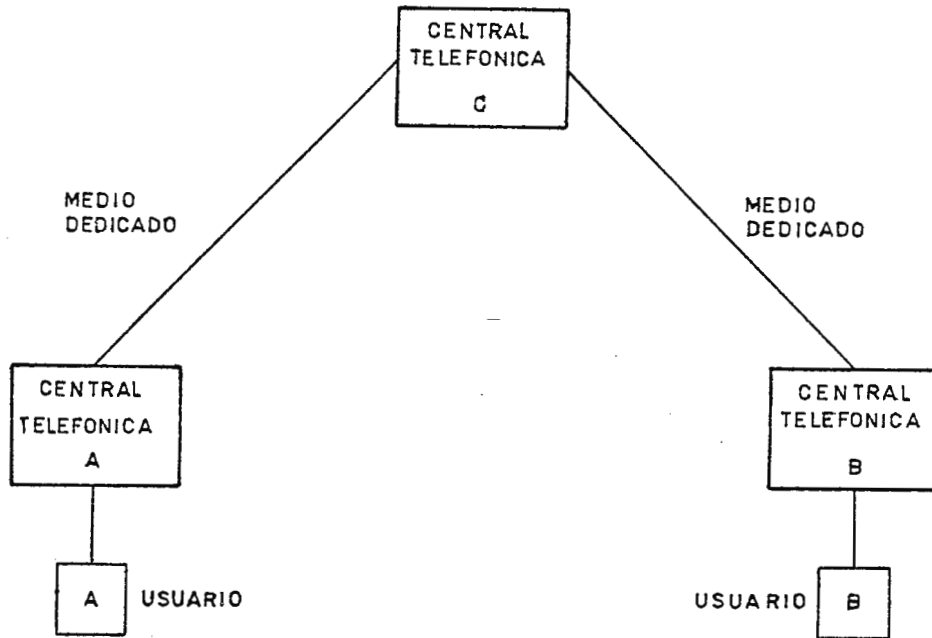 CENTRAL
TELEFONICA
C
MEDIO
DEDICADO
MEDIO
DEDICADO
CENTRAL
TELEFONICA
A
CENTRAL
TELEFONICA
B
A USUARIO
USUARIO B